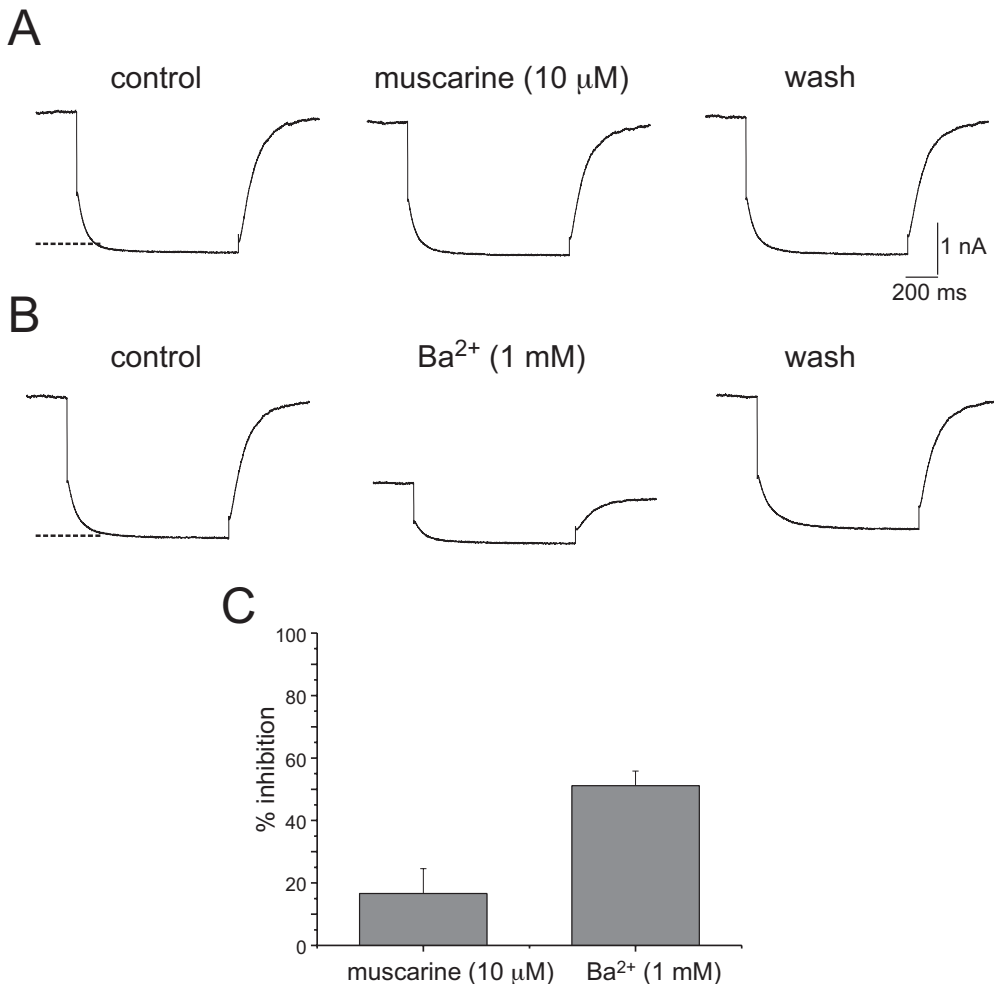 A
control
muscarine (10 μM)
wash
1 nA
200 ms
B
control
Ba²⁺ (1 mM)
wash
C
% inhibition
100
80
60
40
20
0
muscarine (10 μM)
Ba²⁺ (1 mM)